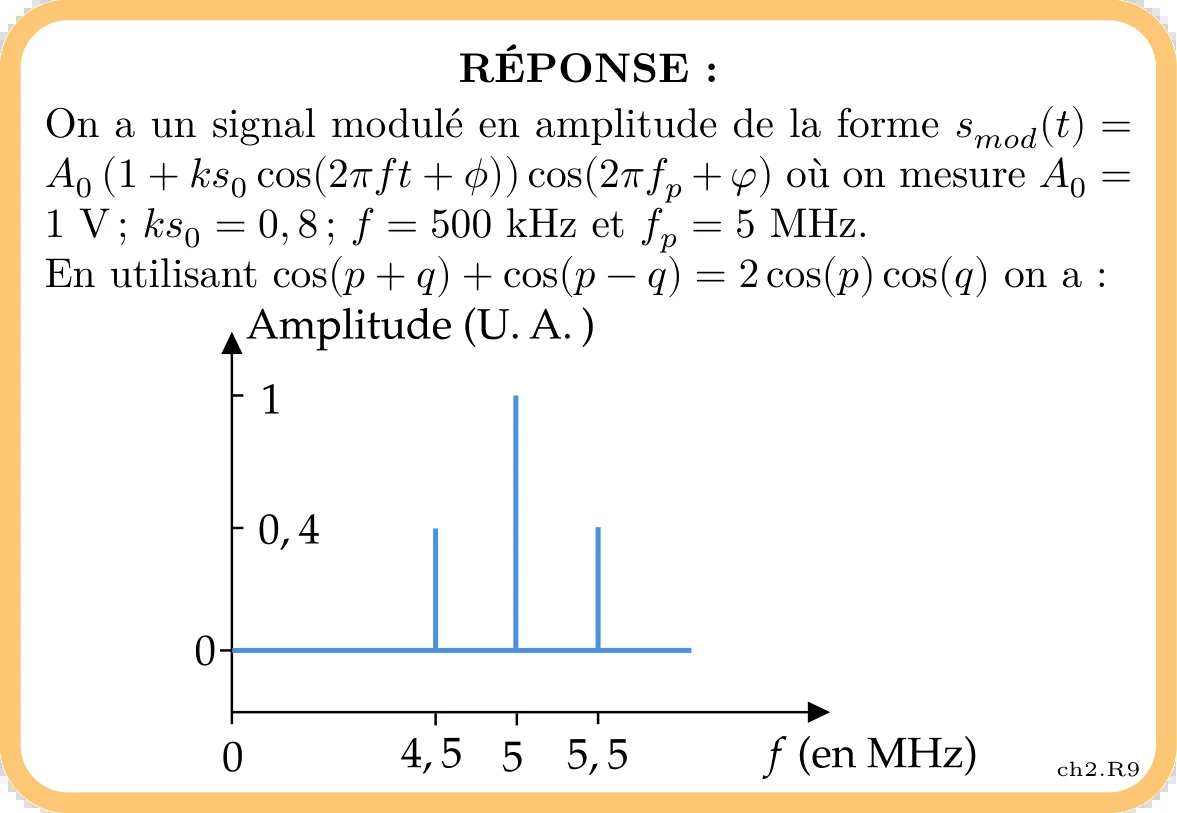 RÉPONSE :
On a un signal modulé en amplitude de la forme $s_{mod}(t) =$
$A_0 (1 + ks_0 \cos(2\pi ft + \phi)) \cos(2\pi f_p + \varphi)$ où on mesure $A_0 =$
1 V ; $ks_0 = 0,8$ ; $f = 500$ kHz et $f_p = 5$ MHz.
En utilisant $\cos(p + q) + \cos(p - q) = 2 \cos(p) \cos(q)$ on a :
Amplitude (U. A. )
1
0, 4
0
0 4, 5 5 5, 5 f (en MHz)
ch2.R9